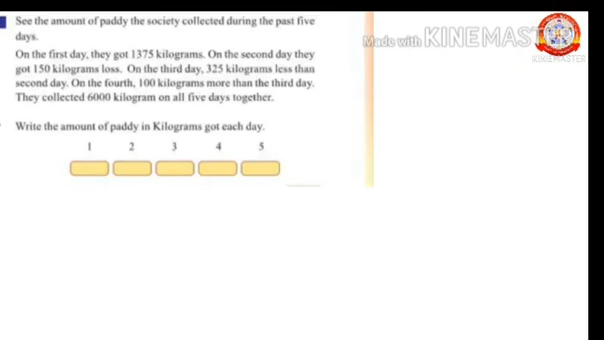 See the amount of paddy the society collected during the past five
days.
On the first day, they got 1375 kilograms. On the second day they
got 150 kilograms loss. On the third day, 325 kilograms less than
second day. On the fourth, 100 kilograms more than the third day.
They collected 6000 kilogram on all five days together.
Write the amount of paddy in Kilograms got each day.
1 2 3 4 5
Made with KINEMASTER
KINEMASTER